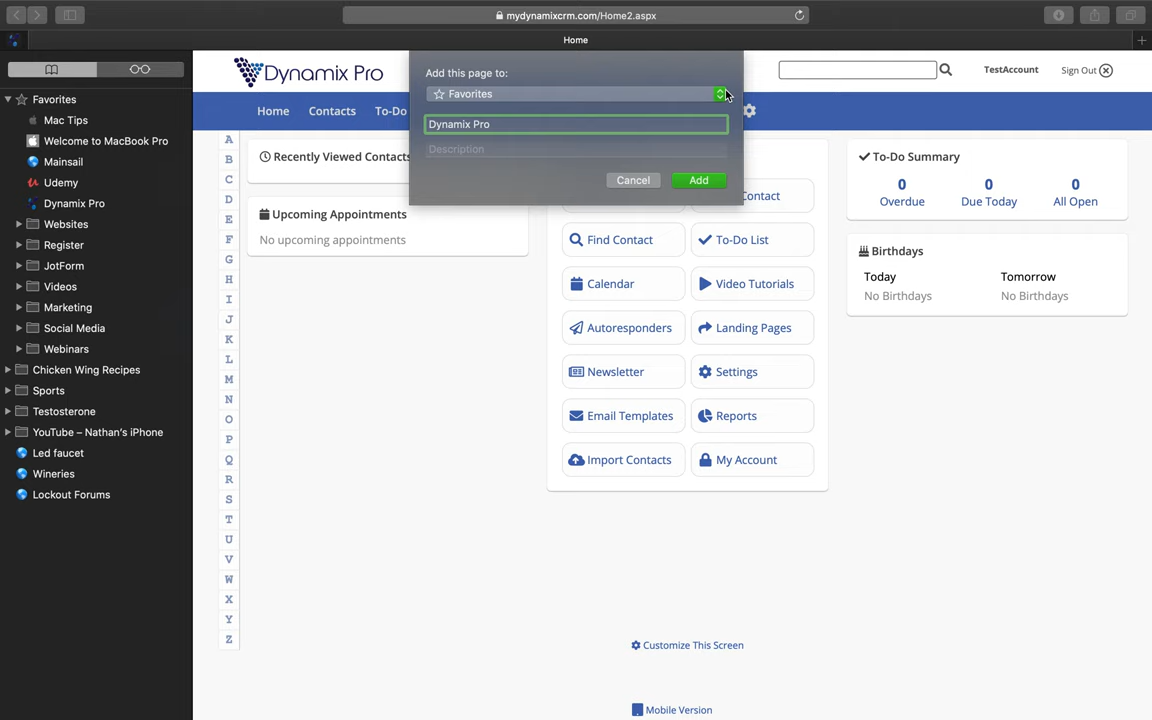 mydynamixcrm.com/Home2.aspx
Home
Favorites
Mac Tips
Welcome to MacBook Pro
Mainsail
Udemy
Dynamix Pro
Websites
Register
JotForm
Videos
Marketing
Social Media
Webinars
Chicken Wing Recipes
Sports
Testosterone
YouTube – Nathan's iPhone
Led faucet
Wineries
Lockout Forums
Dynamix Pro
TestAccount
Sign Out
Home
Contacts
To-Do
Add this page to:
Favorites
Dynamix Pro
Description
Cancel
Add
A
B
C
D
E
F
G
H
I
J
K
L
M
N
O
P
Q
R
S
T
U
V
W
X
Y
Z
Recently Viewed Contacts
Upcoming Appointments
No upcoming appointments
Contact
Find Contact
To-Do List
Calendar
Video Tutorials
Autoresponders
Landing Pages
Newsletter
Settings
Email Templates
Reports
Import Contacts
My Account
To-Do Summary
0
0
0
Overdue
Due Today
All Open
Birthdays
Today
Tomorrow
No Birthdays
No Birthdays
Customize This Screen
Mobile Version